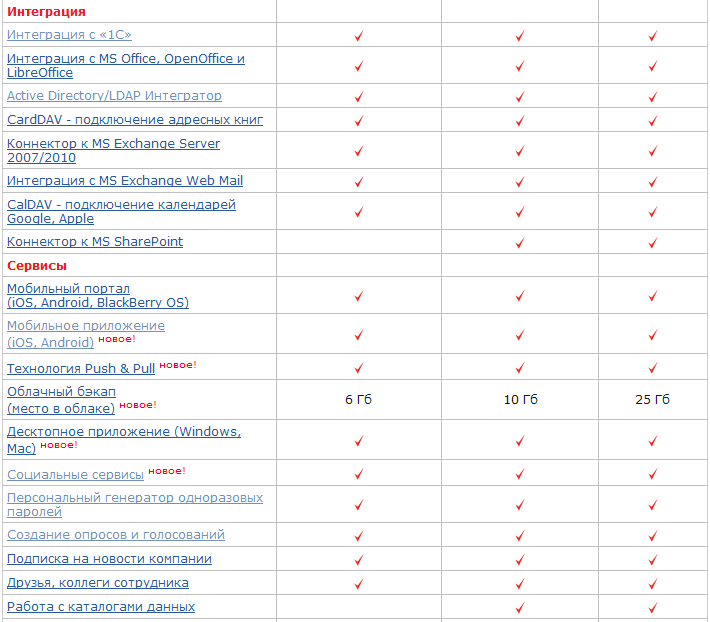 Интеграция
Интеграция с «1С»
Интеграция с MS Office, OpenOffice и
LibreOffice
Active Directory/LDAP Интегратор
CardDAV - подключение адресных книг
Коннектор к MS Exchange Server
2007/2010
Интеграция с MS Exchange Web Mail
CalDAV - подключение календарей
Google, Apple
Коннектор к MS SharePoint
Сервисы
Мобильный портал
(iOS, Android, BlackBerry OS)
Мобильное приложение
(iOS, Android) новое!
Технология Push & Pull новое!
Облачный бэкап
(место в облаке) новое! 6 Гб 10 Гб 25 Гб
Десктопное приложение (Windows,
Mac) новое!
Социальные сервисы новое!
Персональный генератор одноразовых
паролей
Создание опросов и голосований
Подписка на новости компании
Друзья, коллеги сотрудника
Работа с каталогами данных